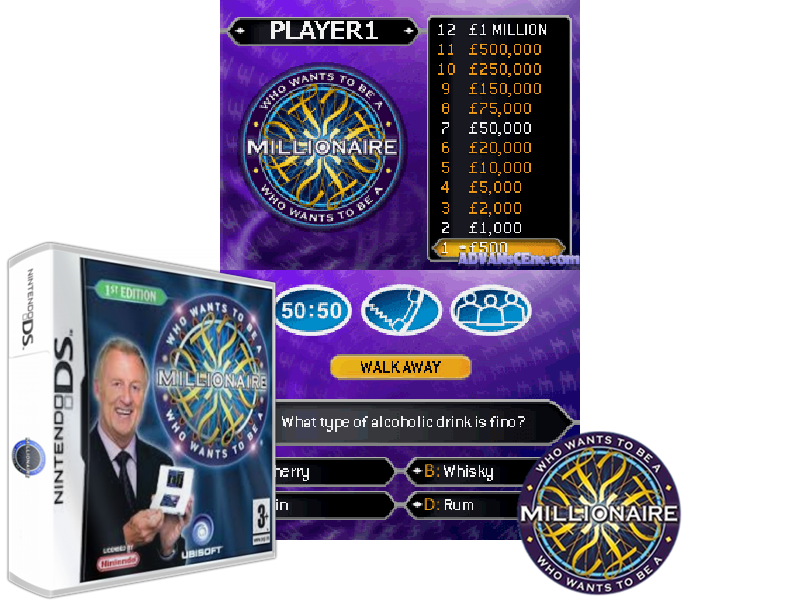 PLAYER 1
12 £1 MILLION
11 £500,000
10 £250,000
9 £150,000
8 £75,000
7 £50,000
6 £20,000
5 £10,000
4 £5,000
3 £2,000
2 £1,000
1 £500
ADVANSCEne.com
WHO WANTS TO BE A
MILLIONAIRE
WHO WANTS TO BE A
50:50
WALK AWAY
What type of alcoholic drink is fino?
herry
B: Whisky
in
D: Rum
NINTENDO DS
NINTENDO DS
1ST EDITION
WHO WANTS TO BE A
MILLIONAIRE
WHO WANTS TO BE A
3+
LICENSED BY
Nintendo
UBISOFT
WHO WANTS TO BE A
MILLIONAIRE
WHO WANTS TO BE A